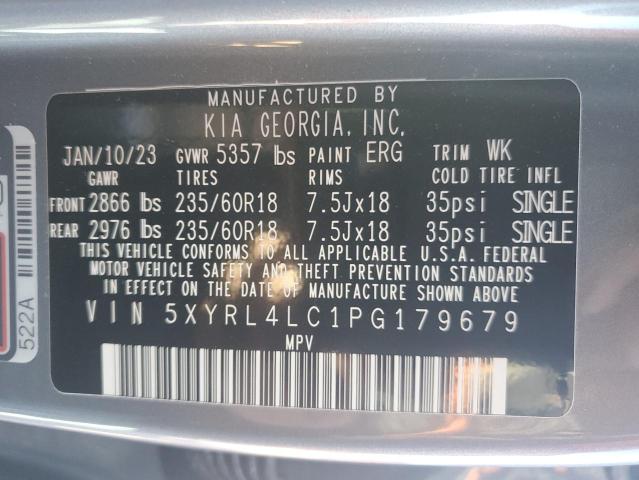 MANUFACTURED BY
KIA GEORGIA, INC.
JAN/10/23 GVWR 5357 lbs PAINT ERG TRIM WK
GAWR TIRES RIMS COLD TIRE INFL
FRONT 2866 lbs 235/60R18 7.5Jx18 35psi SINGLE
REAR 2976 lbs 235/60R18 7.5Jx18 35psi SINGLE
THIS VEHICLE CONFORMS TO ALL APPLICABLE U.S.A. FEDERAL
MOTOR VEHICLE SAFETY AND THEFT PREVENTION STANDARDS
IN EFFECT ON THE DATE OF MANUFACTURE SHOWN ABOVE.
VIN 5XYRL4LC1PG179679
MPV
522A